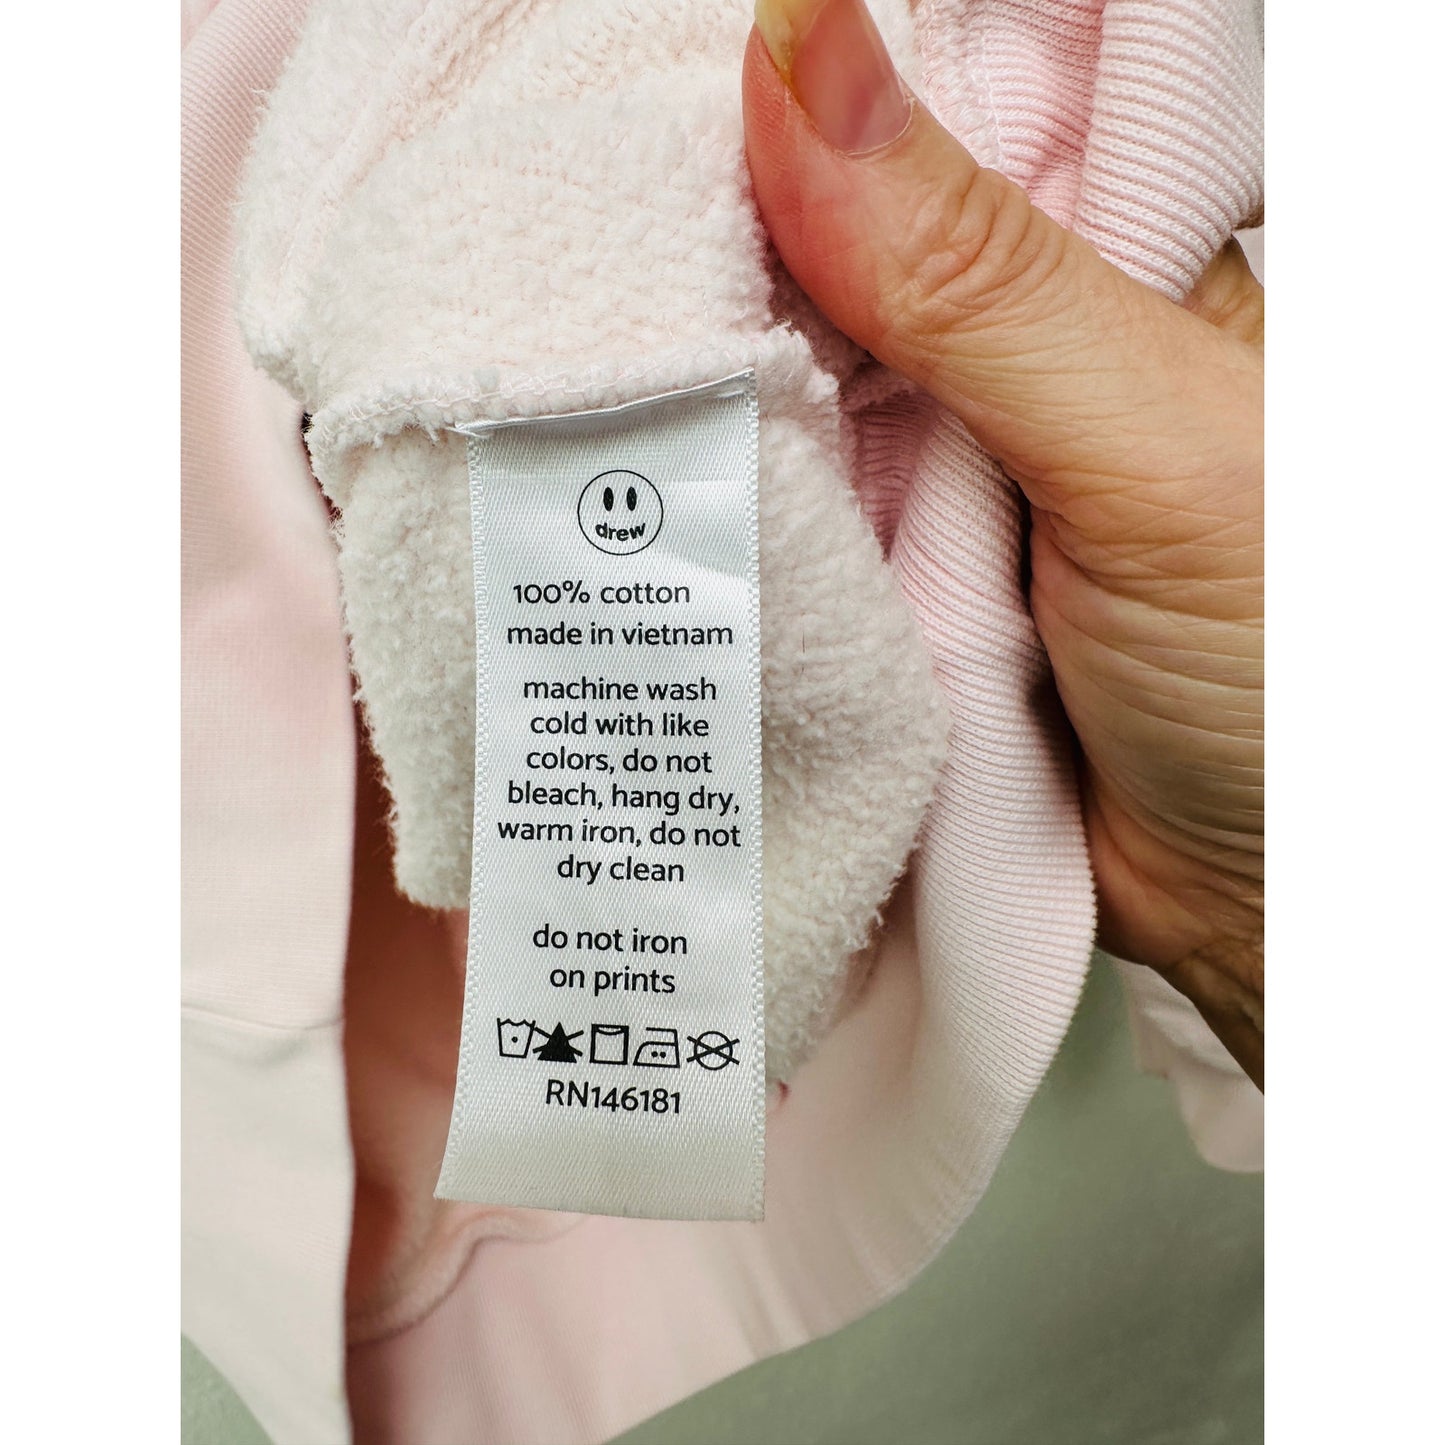 drew
100% cotton
made in vietnam
machine wash
cold with like
colors, do not
bleach, hang dry,
warm iron, do not
dry clean
do not iron
on prints
RN146181